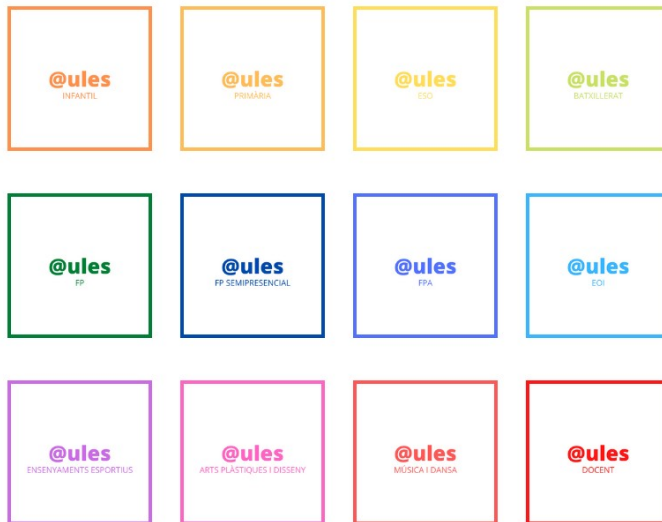 @ules
INFANTIL
@ules
PRIMÀRIA
@ules
ESO
@ules
BATXILLERAT
@ules
FP
@ules
FP SEMIPRESENCIAL
@ules
FPA
@ules
EOI
@ules
ENSENYAMENTS ESPORTIUS
@ules
ARTS PLÀSTIQUES I DISSENY
@ules
MÚSICA I DANSA
@ules
DOCENT